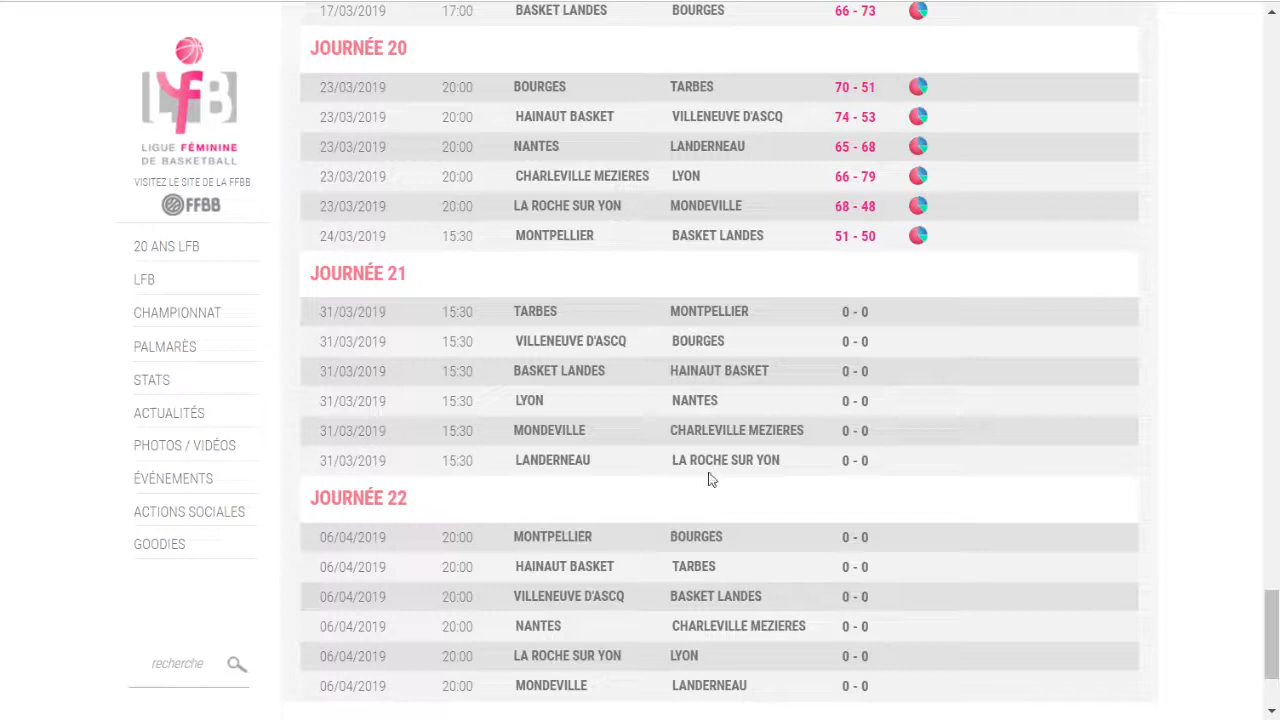 17/03/2019 17:00 BASKET LANDES BOURGES 66 - 73
JOURNÉE 20
23/03/2019 20:00 BOURGES TARBES 70 - 51
23/03/2019 20:00 HAINAUT BASKET VILLENEUVE D'ASCQ 74 - 53
23/03/2019 20:00 NANTES LANDERNEAU 65 - 68
23/03/2019 20:00 CHARLEVILLE MEZIERES LYON 66 - 79
23/03/2019 20:00 LA ROCHE SUR YON MONDEVILLE 68 - 48
24/03/2019 15:30 MONTPELLIER BASKET LANDES 51 - 50
JOURNÉE 21
31/03/2019 15:30 TARBES MONTPELLIER 0 - 0
31/03/2019 15:30 VILLENEUVE D'ASCQ BOURGES 0 - 0
31/03/2019 15:30 BASKET LANDES HAINAUT BASKET 0 - 0
31/03/2019 15:30 LYON NANTES 0 - 0
31/03/2019 15:30 MONDEVILLE CHARLEVILLE MEZIERES 0 - 0
31/03/2019 15:30 LANDERNEAU LA ROCHE SUR YON 0 - 0
JOURNÉE 22
06/04/2019 20:00 MONTPELLIER BOURGES 0 - 0
06/04/2019 20:00 HAINAUT BASKET TARBES 0 - 0
06/04/2019 20:00 VILLENEUVE D'ASCQ BASKET LANDES 0 - 0
06/04/2019 20:00 NANTES CHARLEVILLE MEZIERES 0 - 0
06/04/2019 20:00 LA ROCHE SUR YON LYON 0 - 0
06/04/2019 20:00 MONDEVILLE LANDERNEAU 0 - 0
LFB
LIGUE FÉMININE
DE BASKETBALL
VISITEZ LE SITE DE LA FFBB
FFBB
20 ANS LFB
LFB
CHAMPIONNAT
PALMARÈS
STATS
ACTUALITÉS
PHOTOS / VIDÉOS
ÉVÉNEMENTS
ACTIONS SOCIALES
GOODIES
recherche